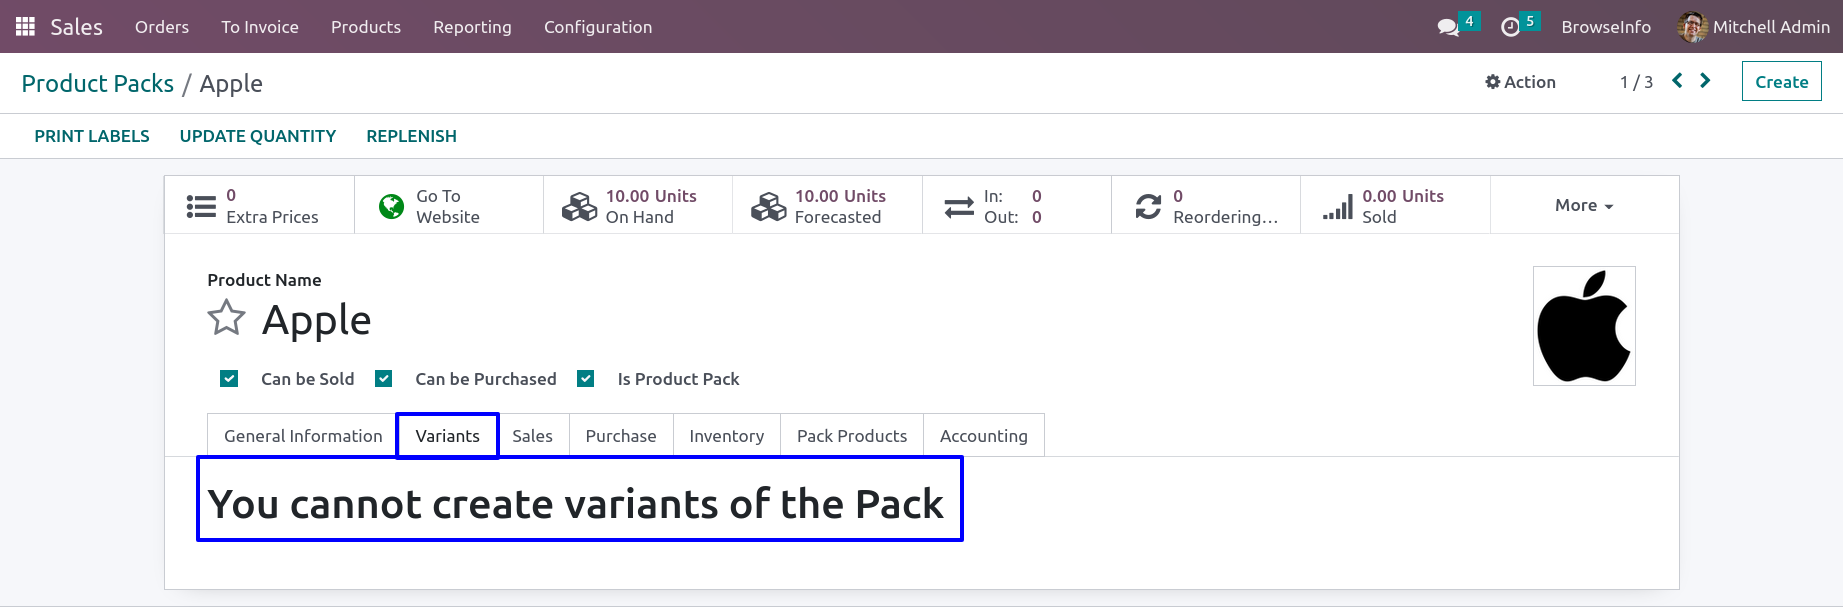 Sales Orders To Invoice Products Reporting Configuration 4 5 BrowseInfo Mitchell Admin
Product Packs / Apple Action 1 / 3 Create
PRINT LABELS UPDATE QUANTITY REPLENISH
0 Go To 10.00 Units 10.00 Units In: 0 0 0.00 Units More
Extra Prices Website On Hand Forecasted Out: 0 Reordering... Sold
Product Name
Apple
Can be Sold Can be Purchased Is Product Pack
General Information Variants Sales Purchase Inventory Pack Products Accounting
You cannot create variants of the Pack